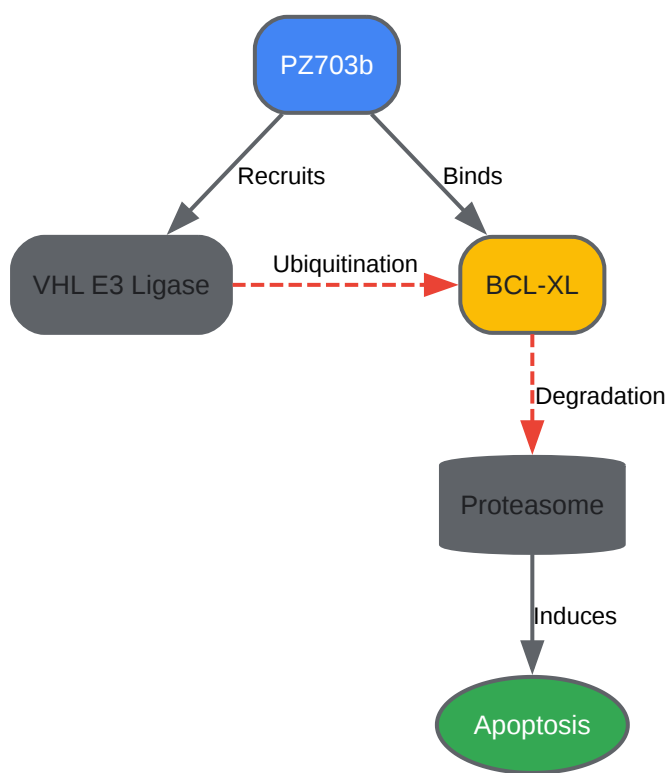 PZ703b
Recruits
Binds
VHL E3 Ligase
Ubiquitination
BCL-XL
Degradation
Proteasome
Induces
Apoptosis